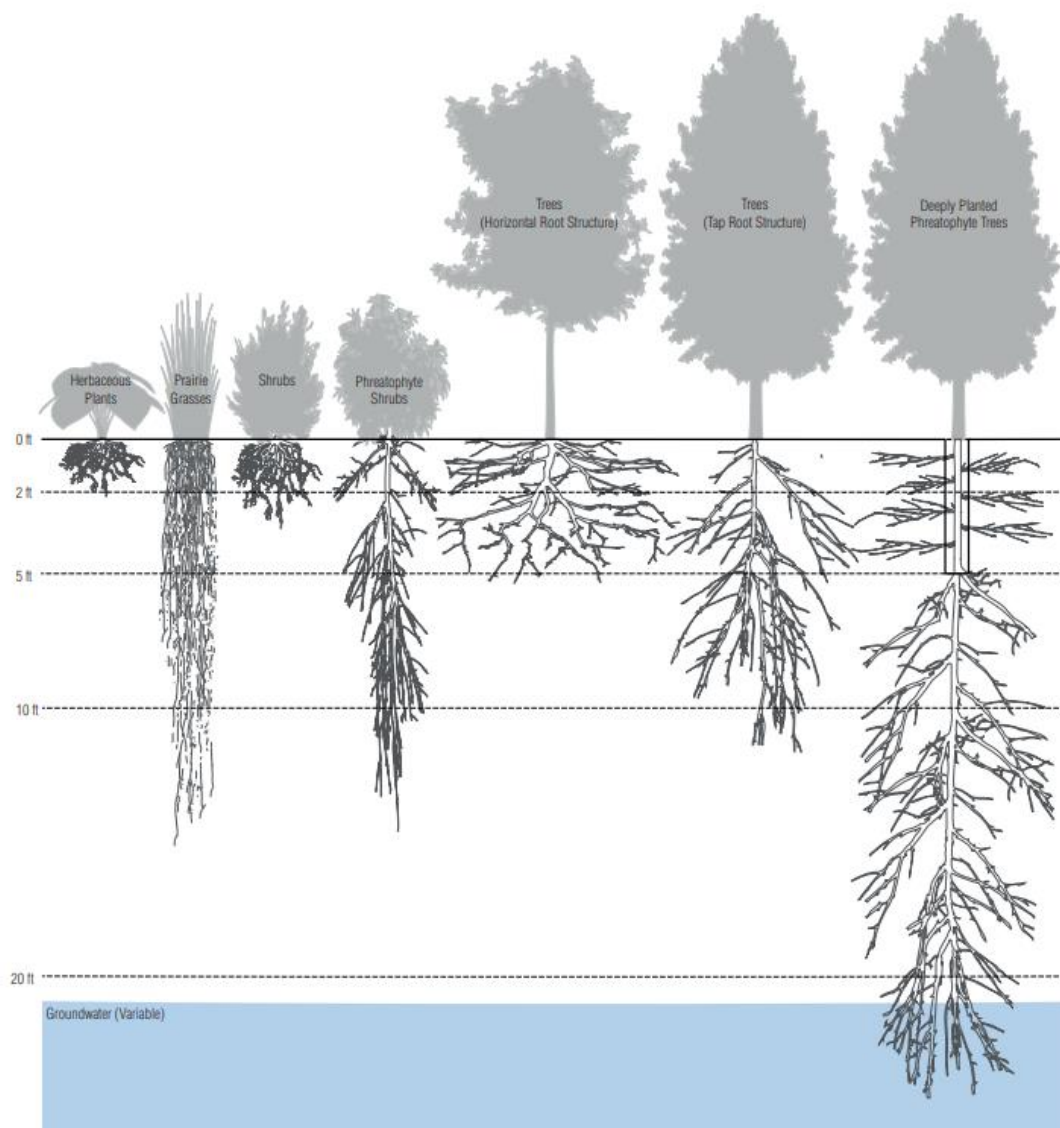 Trees
(Horizontal Root Structure)
Trees
(Tap Root Structure)
Deeply Planted
Phreatophyte Trees
Herbaceous
Plants
Prairie
Grasses
Shrubs
Phreatophyte
Shrubs
0 ft
2 ft
5 ft
10 ft
20 ft
Groundwater (Variable)